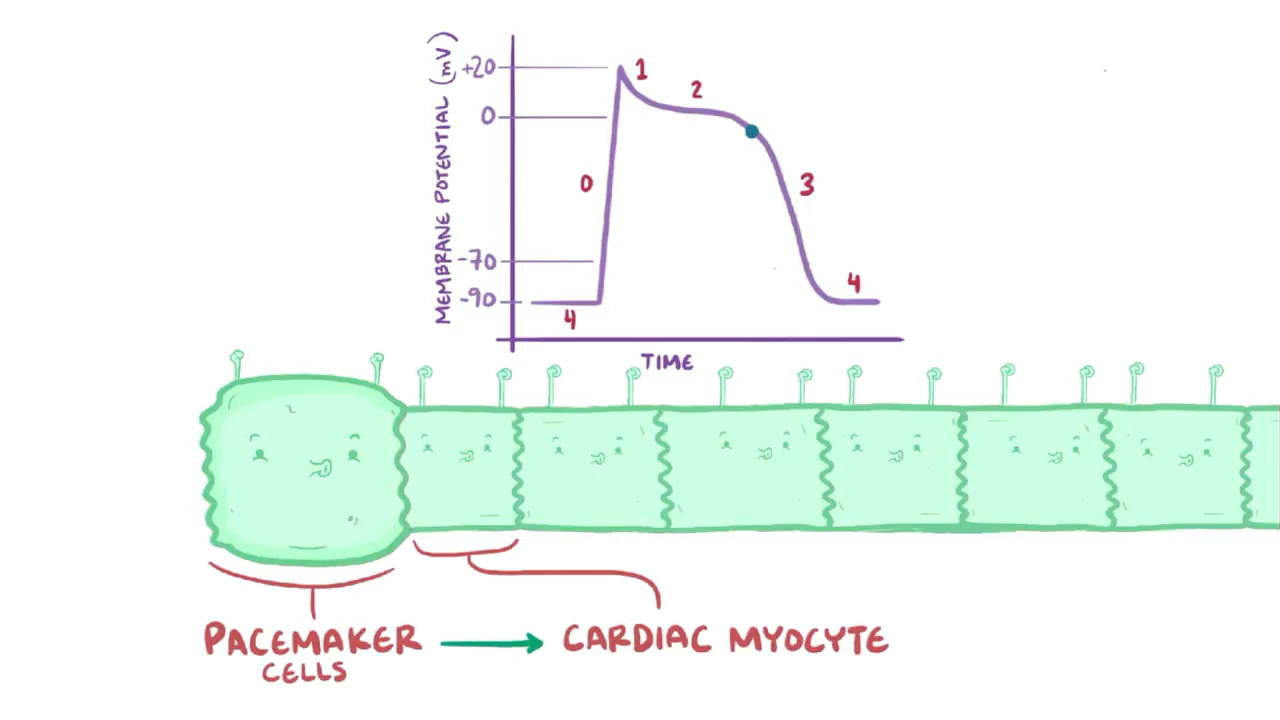 MEMBRANE POTENTIAL (mV)
+20
0
-70
-90
1
2
0
3
4
4
TIME
PACEMAKER CELLS
CARDIAC MYOCYTE